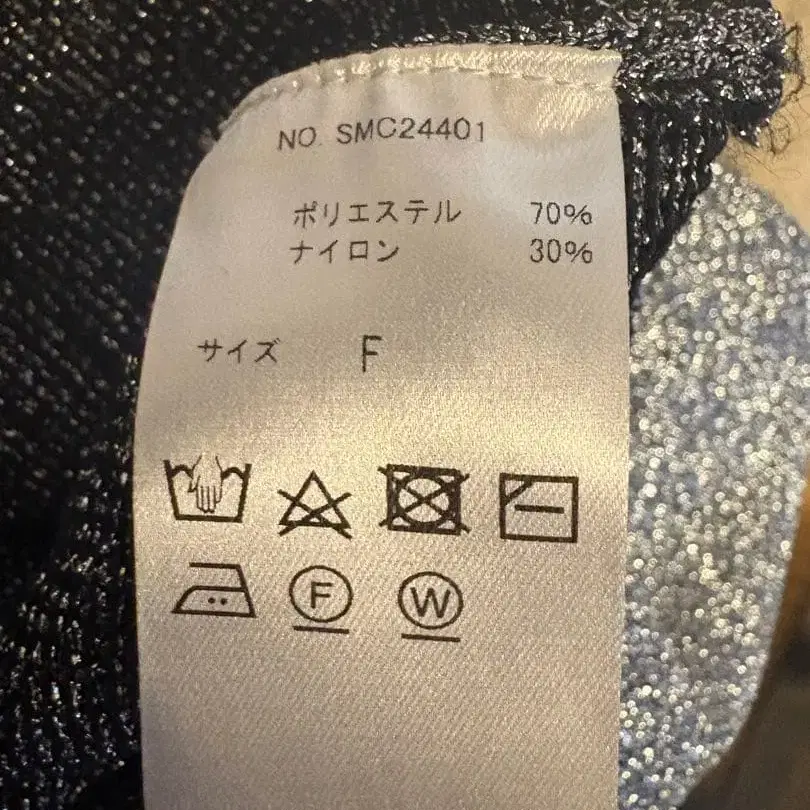 NO. SMC24401
ポリエステル 70%
ナイロン 30%
サイズ F
F W